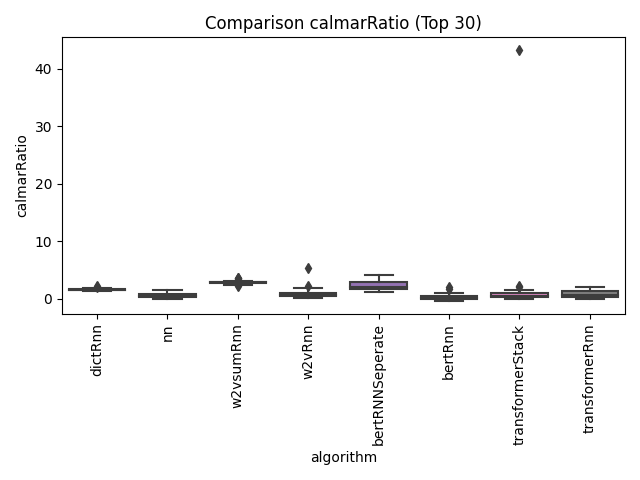 Comparison calmarRatio (Top 30)
calmarRatio
40
30
20
10
0
dictRnn
nn
w2vsumRnn
w2vRnn
bertRNNSeperate
bertRnn
transformerStack
transformerRnn
algorithm